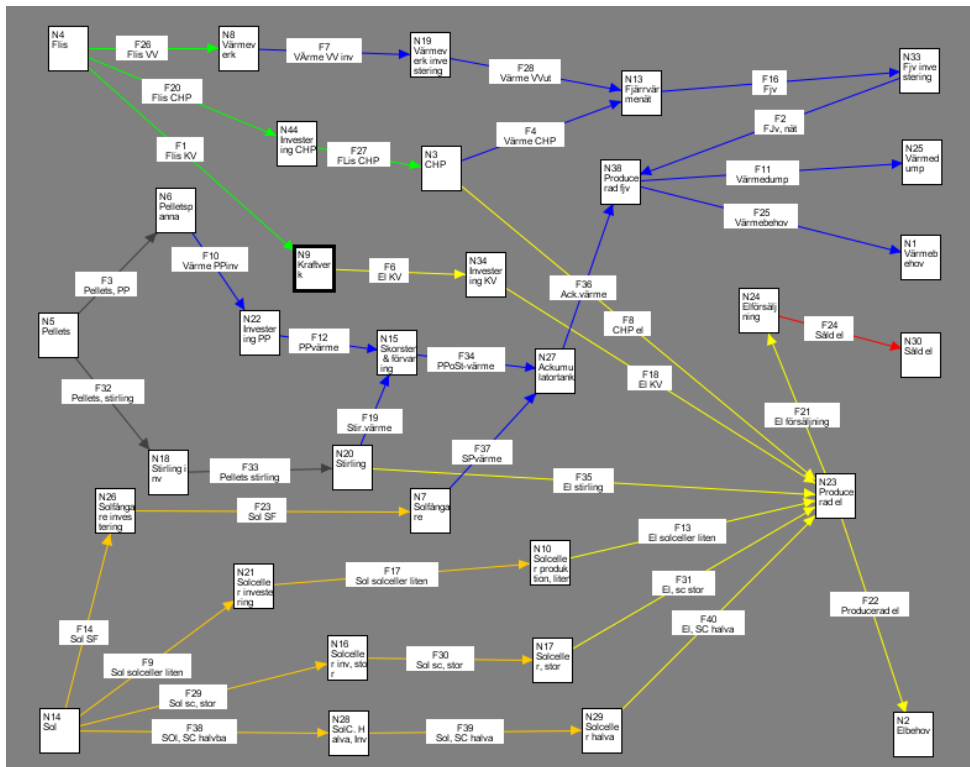 N4
Flis
F26
Flis VV
N8
Värmev
erk
F7
VÄrme VV inv
N19
Värmev
erk inve
stering
F28
Värme VVut
N13
Fjärrvär
menät
F16
Fjv
N33
Fjv inve
stering
F20
Flis CHP
F2
FJv, nät
F1
Flis KV
N44
Invester
ing CHP
F27
FLis CHP
N3
CHP
F4
Värme CHP
N38
Produce
rad fjv
F11
Värmedump
N25
Värmed
ump
F25
Värmebehov
N1
Värmeb
ehov
N6
Pelletsp
anna
F10
Värme PPinv
N9
Kraftver
k
F6
El KV
N34
Invester
ing KV
F36
Ack.värme
F3
Pellets, PP
N5
Pellets
N22
Invester
ing PP
F12
PPvärme
N15
Skorsten
& förvar
ing
F34
PPoSt-värme
N27
Ackumu
latortank
F8
CHP el
N24
Elförsälj
ning
F24
Såld el
N30
Såld el
F32
Pellets, stirling
F18
El KV
F19
Stir.värme
F21
El försäljning
N18
Stirling i
nv
F33
Pellets stirling
N20
Stirling
F37
SPvärme
F35
El stirling
N23
Produce
rad el
N26
Solfånga
re inves
tering
F23
Sol SF
N7
Solfånga
re
F13
El solceller liten
N21
Solcelle
r investe
ring
F17
Sol solceller liten
N10
Solcelle
r produk
tion, liten
F31
El, sc stor
F22
Producerad el
F14
Sol SF
F40
El, SC halva
F9
Sol solceller liten
N16
Solcelle
r inv, sto
r
F30
Sol sc, stor
N17
Solcelle
r, stor
F29
Sol sc, stor
N14
Sol
F38
SOl, SC halvba
N28
SolC. H
alva, Inv
F39
Sol, SC halva
N29
Solcelle
r halva
N2
Elbehov